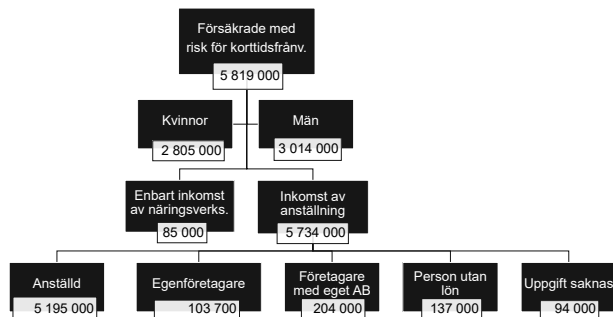 Försäkrade med
risk för korttidsfrånv.
5 819 000
Kvinnor
2 805 000
Män
3 014 000
Enbart inkomst
av näringsverks.
85 000
Inkomst av
anställning
5 734 000
Anställd
5 195 000
Egenföretagare
103 700
Företagare
med eget AB
204 000
Person utan
lön
137 000
Uppgift saknas
94 000